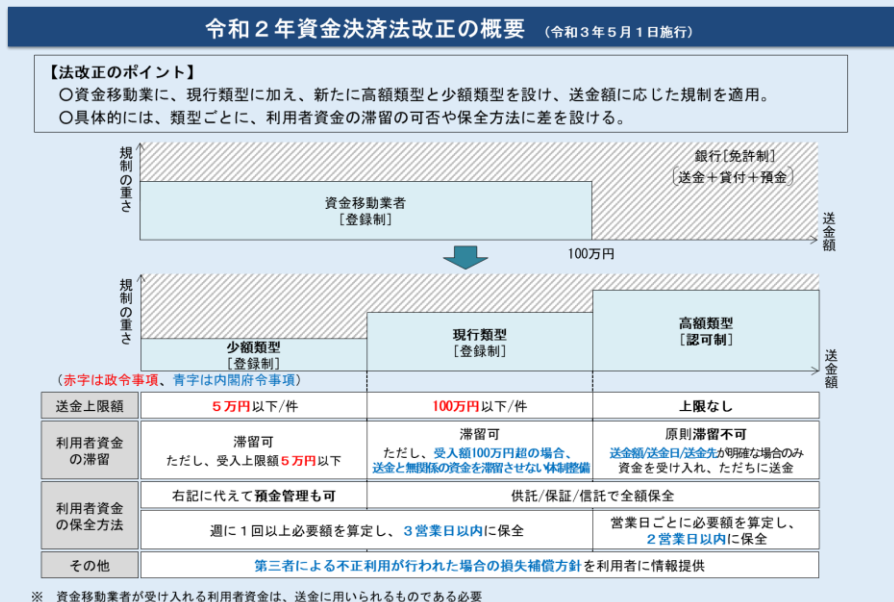 令和２年資金決済法改正の概要 （令和３年５月１日施行）
【法改正のポイント】
〇資金移動業に、現行類型に加え、新たに高額類型と少額類型を設け、送金額に応じた規制を適用。
〇具体的には、類型ごとに、利用者資金の滞留の可否や保全方法に差を設ける。
規制の重さ
銀行[免許制]
送金＋貸付＋預金
資金移動業者
[登録制]
送金額
100万円
規制の重さ
少額類型
[登録制]
現行類型
[登録制]
高額類型
[認可制]
送金額
（赤字は政令事項、青字は内閣府令事項）
送金上限額
５万円以下/件
100万円以下/件
上限なし
利用者資金
の滞留
滞留可
ただし、受入上限額５万円以下
滞留可
ただし、受入額100万円超の場合、
送金と無関係の資金を滞留させない体制整備
原則滞留不可
送金額/送金日/送金先が明確な場合のみ
資金を受け入れ、ただちに送金
利用者資金
の保全方法
右記に代えて預金管理も可
供託/保証/信託で全額保全
週に１回以上必要額を算定し、３営業日以内に保全
営業日ごとに必要額を算定し、
２営業日以内に保全
その他
第三者による不正利用が行われた場合の損失補償方針を利用者に情報提供
※ 資金移動業者が受け入れる利用者資金は、送金に用いられるものである必要